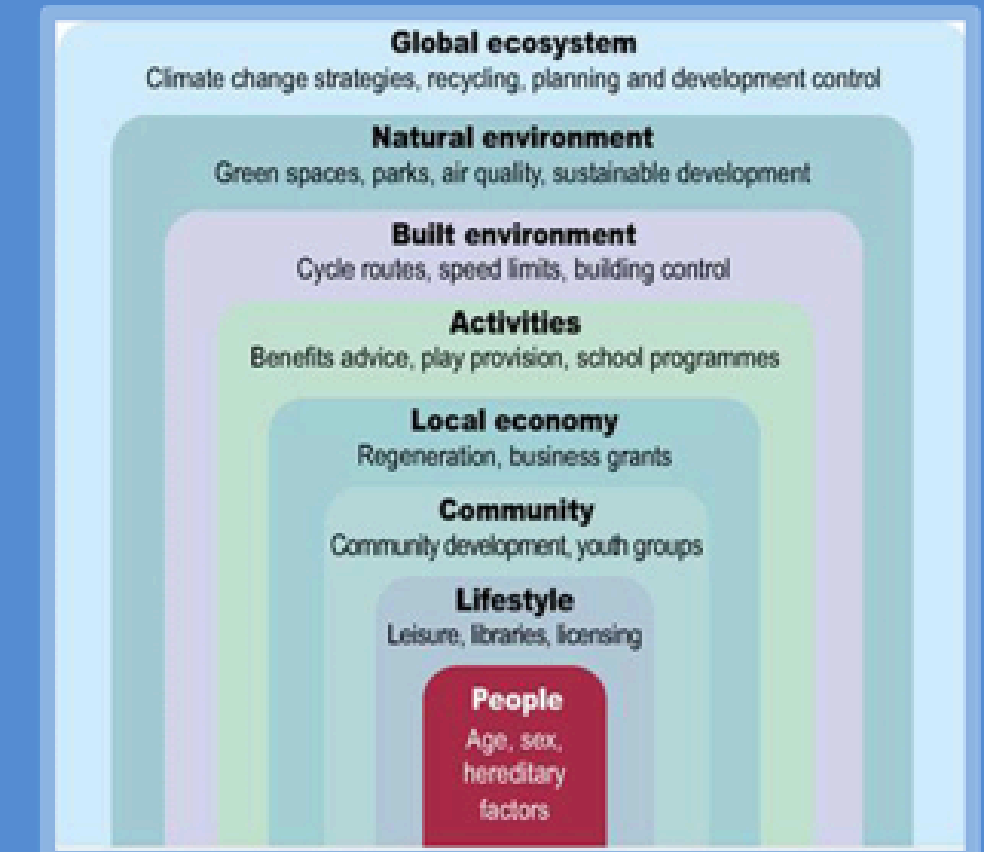 Global ecosystem
Climate change strategies, recycling, planning and development control
Natural environment
Green spaces, parks, air quality, sustainable development
Built environment
Cycle routes, speed limits, building control
Activities
Benefits advice, play provision, school programmes
Local economy
Regeneration, business grants
Community
Community development, youth groups
Lifestyle
Leisure, libraries, licensing
People
Age, sex,
hereditary
factors